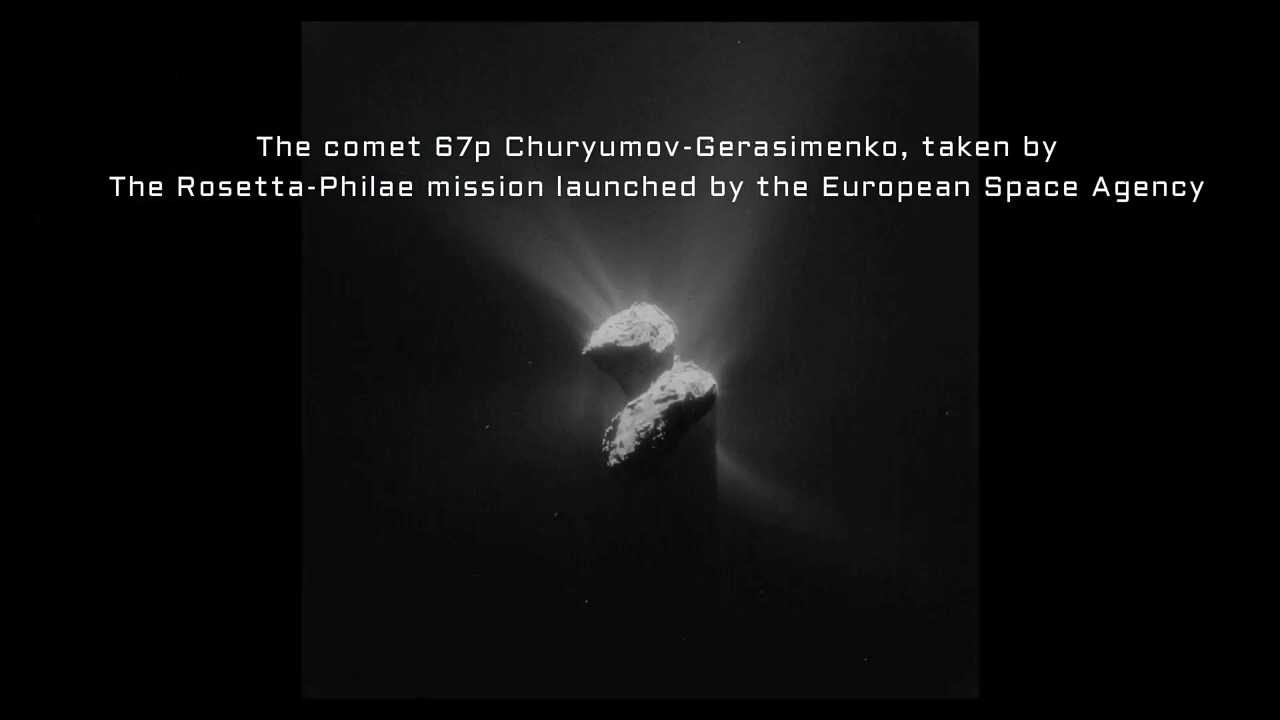 The comet 67p Churyumov-Gerasimenko, taken by
The Rosetta-Philae mission launched by the European Space Agency